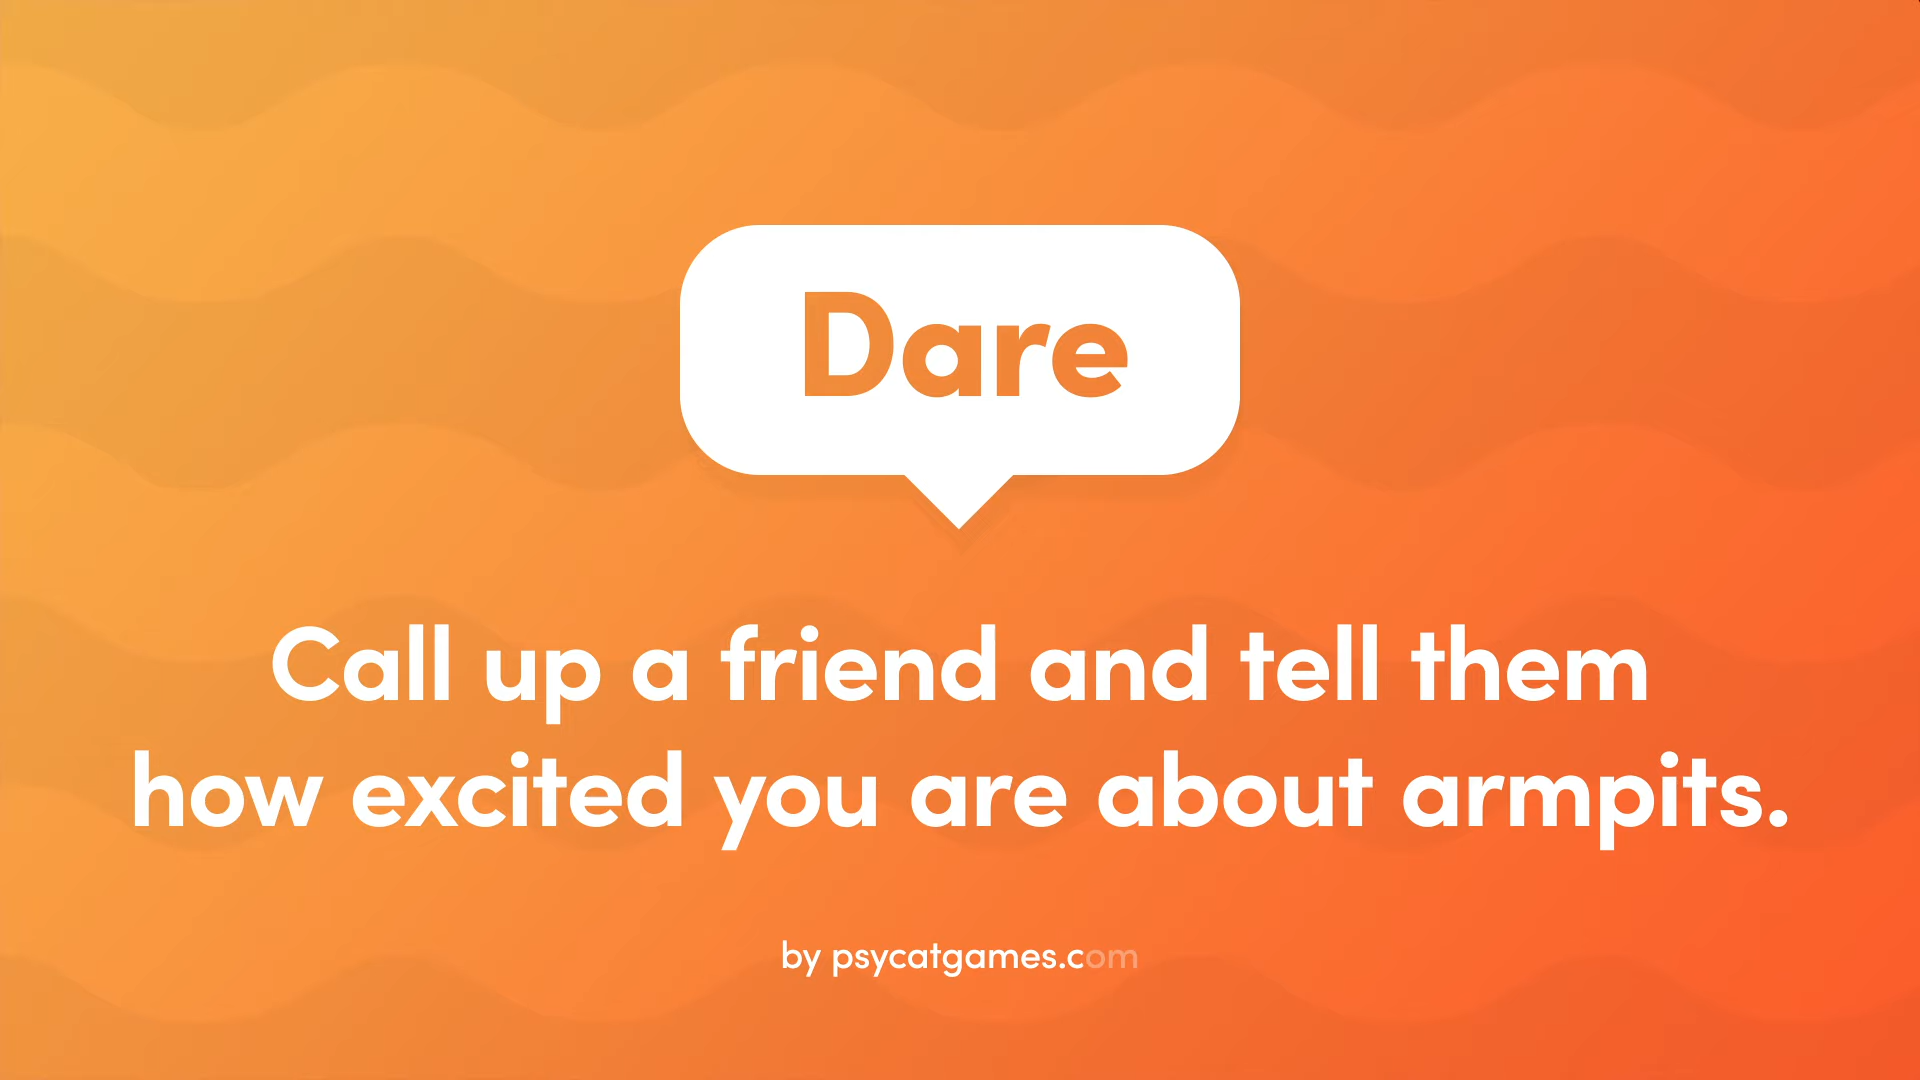 Dare
Call up a friend and tell them
how excited you are about armpits.
by psycatgames.com